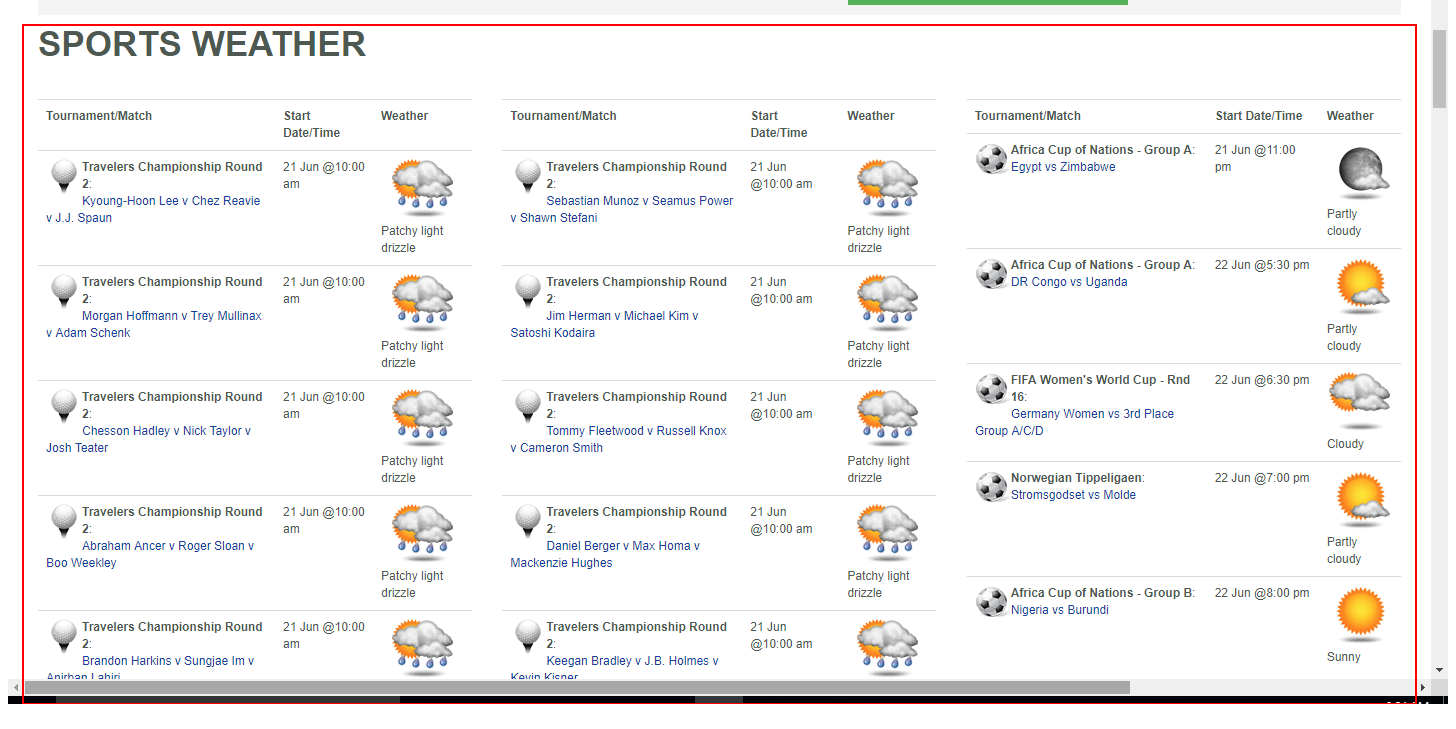 SPORTS WEATHER
Tournament/Match
Start
Date/Time
Weather
Travelers Championship Round
2:
Kyoung-Hoon Lee v Chez Reavie
v J.J. Spaun
21 Jun @10:00
am
Patchy light
drizzle
Travelers Championship Round
2:
Morgan Hoffmann v Trey Mullinax
v Adam Schenk
21 Jun @10:00
am
Patchy light
drizzle
Travelers Championship Round
2:
Chesson Hadley v Nick Taylor v
Josh Teater
21 Jun @10:00
am
Patchy light
drizzle
Travelers Championship Round
2:
Abraham Ancer v Roger Sloan v
Boo Weekley
21 Jun @10:00
am
Patchy light
drizzle
Travelers Championship Round
2:
Brandon Harkins v Sungjae Im v
Anirban Lahiri
21 Jun @10:00
am
Tournament/Match
Start
Date/Time
Weather
Travelers Championship Round
2:
Sebastian Munoz v Seamus Power
v Shawn Stefani
21 Jun
@10:00 am
Patchy light
drizzle
Travelers Championship Round
2:
Jim Herman v Michael Kim v
Satoshi Kodaira
21 Jun
@10:00 am
Patchy light
drizzle
Travelers Championship Round
2:
Tommy Fleetwood v Russell Knox
v Cameron Smith
21 Jun
@10:00 am
Patchy light
drizzle
Travelers Championship Round
2:
Daniel Berger v Max Homa v
Mackenzie Hughes
21 Jun
@10:00 am
Patchy light
drizzle
Travelers Championship Round
2:
Keegan Bradley v J.B. Holmes v
Kevin Kisner
21 Jun
@10:00 am
Tournament/Match
Start Date/Time
Weather
Africa Cup of Nations - Group A:
Egypt vs Zimbabwe
21 Jun @11:00
pm
Partly
cloudy
Africa Cup of Nations - Group A:
DR Congo vs Uganda
22 Jun @5:30 pm
Partly
cloudy
FIFA Women's World Cup - Rnd
16:
Germany Women vs 3rd Place
Group A/C/D
22 Jun @6:30 pm
Cloudy
Norwegian Tippeligaen:
Stromsgodset vs Molde
22 Jun @7:00 pm
Partly
cloudy
Africa Cup of Nations - Group B:
Nigeria vs Burundi
22 Jun @8:00 pm
Sunny